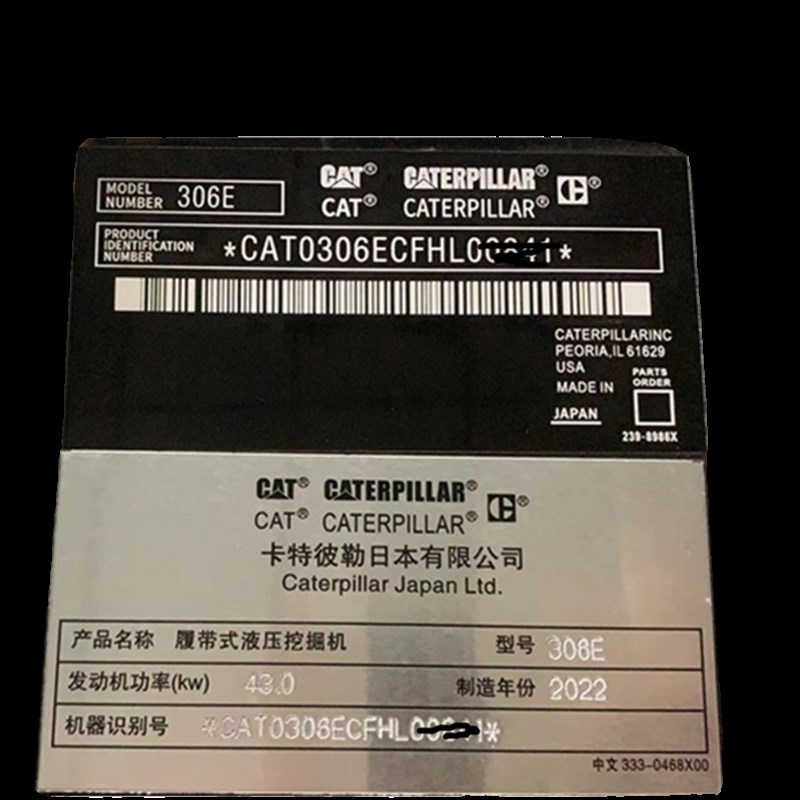 MODEL NUMBER 306E
CAT® CATERPILLAR®
CAT® CATERPILLAR®
PRODUCT IDENTIFICATION NUMBER
CATERPILLARINC
PEORIA,IL 61629
USA
PARTS ORDER
MADE IN
JAPAN
239-8986X
CAT® CATERPILLAR®
CAT® CATERPILLAR®
卡特彼勒日本有限公司
Caterpillar Japan Ltd.
产品名称 履带式液压挖掘机 型号 306E
发动机功率(kw) 43.0 制造年份 2022
机器识别号
中文 333-0468X00